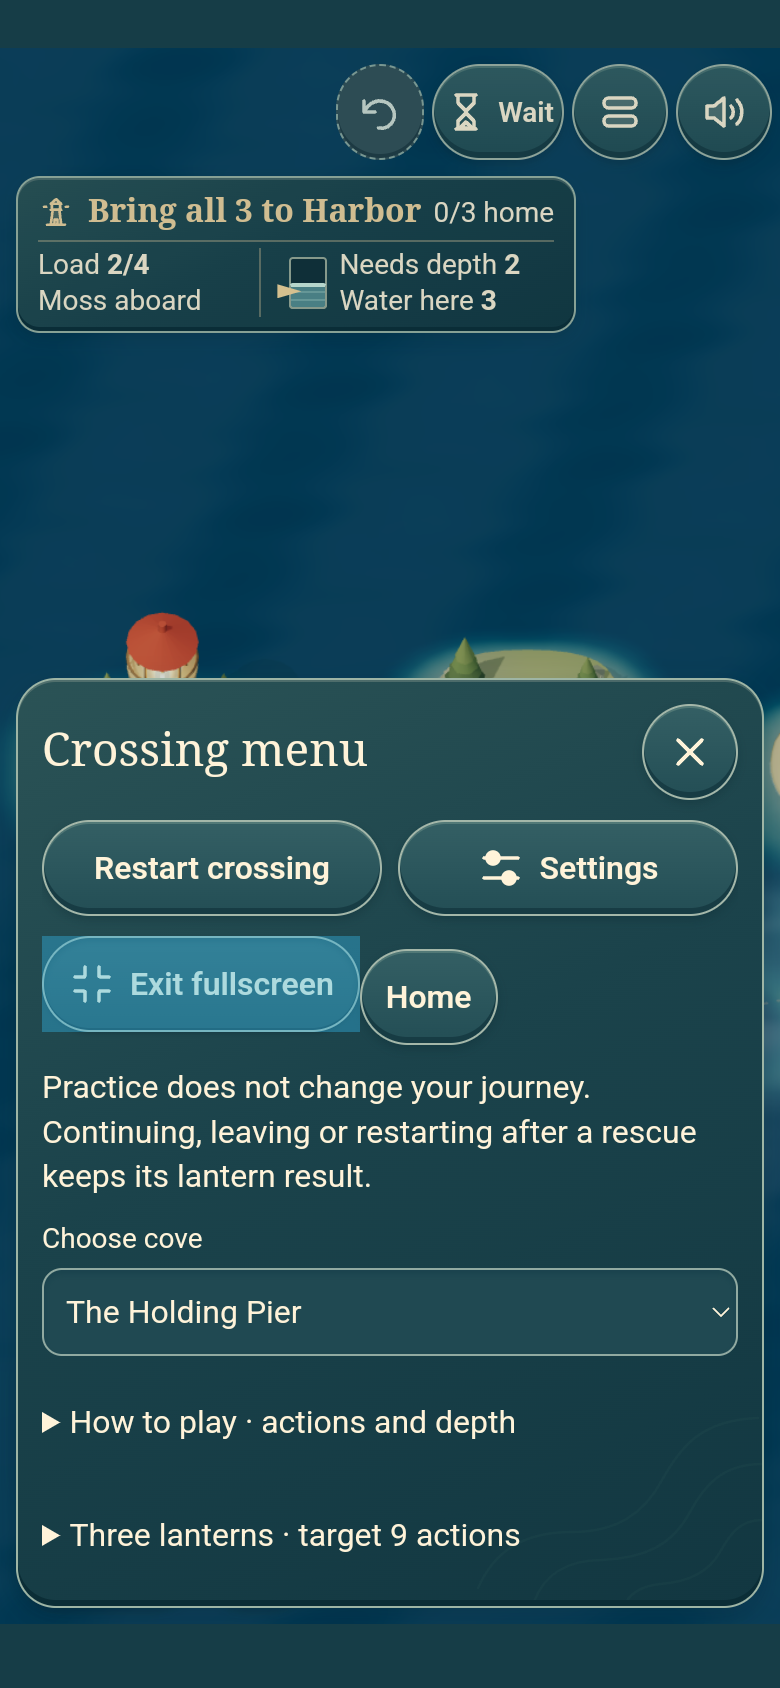 Wait
Bring all 3 to Harbor 0/3 home
Load 2/4
Moss aboard
Needs depth 2
Water here 3
Crossing menu
Restart crossing
Settings
Exit fullscreen
Home
Practice does not change your journey.
Continuing, leaving or restarting after a rescue
keeps its lantern result.
Choose cove
The Holding Pier
How to play · actions and depth
Three lanterns · target 9 actions